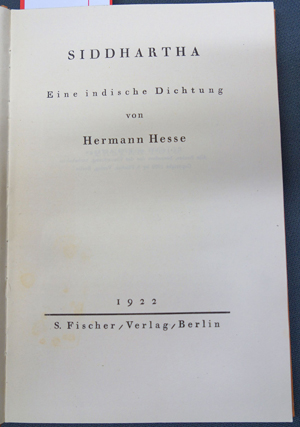 SIDDHARTHA
Eine indische Dichtung
von
Hermann Hesse
1922
S. Fischer/Verlag/Berlin